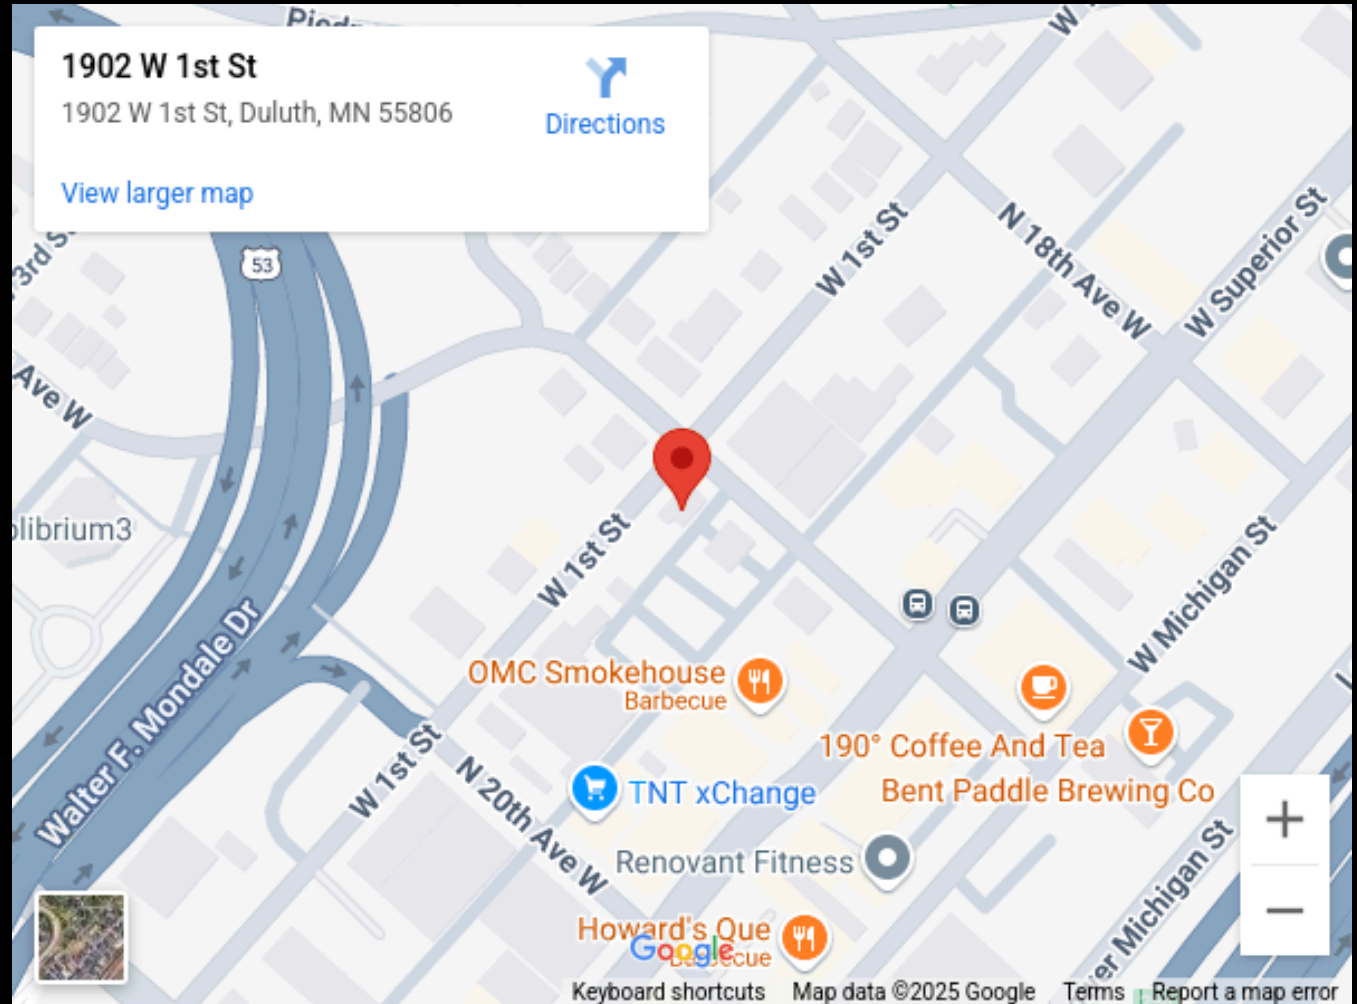 1902 W 1st St
1902 W 1st St, Duluth, MN 55806
Directions
View larger map
53
3rd
Ave W
W 1st St
N 18th Ave W
W Superior St
W 1st St
W Michigan St
Walter F. Mondale Dr
OMC Smokehouse
Barbecue
190° Coffee And Tea
Bent Paddle Brewing Co
W 1st St
N 20th Ave W
TNT xChange
Renovant Fitness
Howard's Que
Barbecue
Google
Michigan St
+
−
Keyboard shortcuts
Map data ©2025 Google
Terms
Report a map error